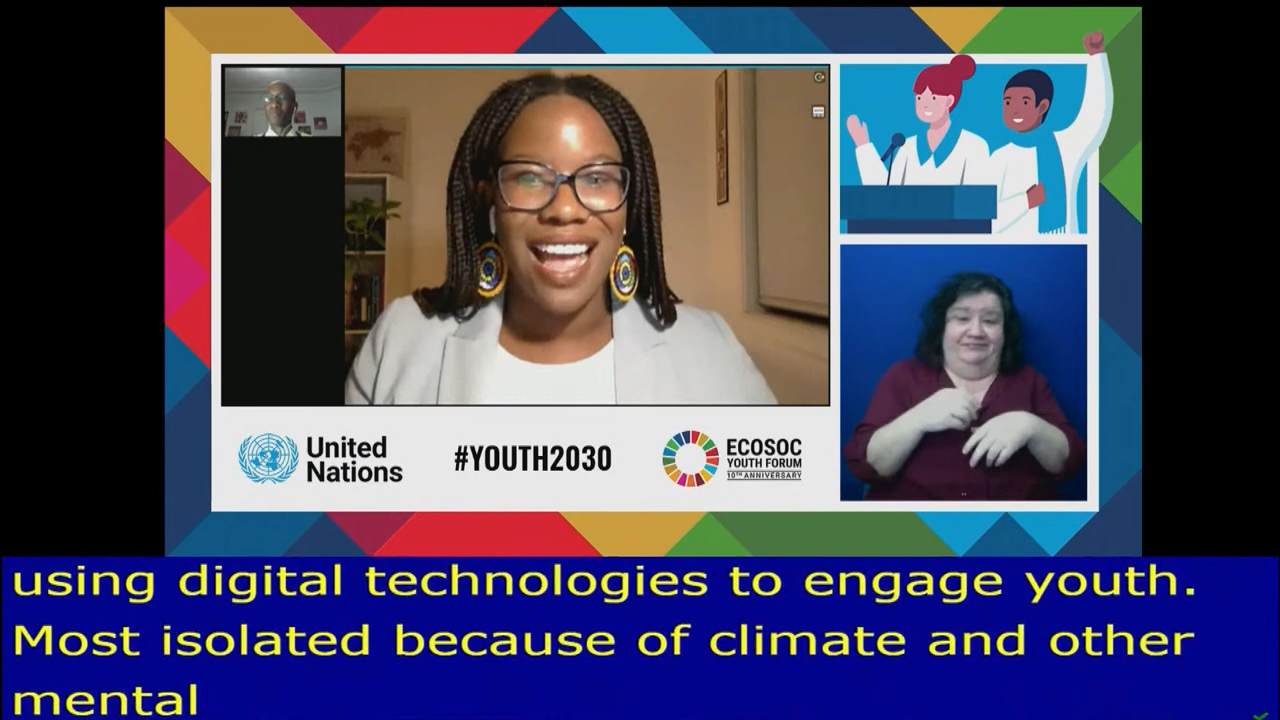 United
Nations
#YOUTH2030
ECOSOC
YOUTH FORUM
10TH ANNIVERSARY
using digital technologies to engage youth.
Most isolated because of climate and other
mental